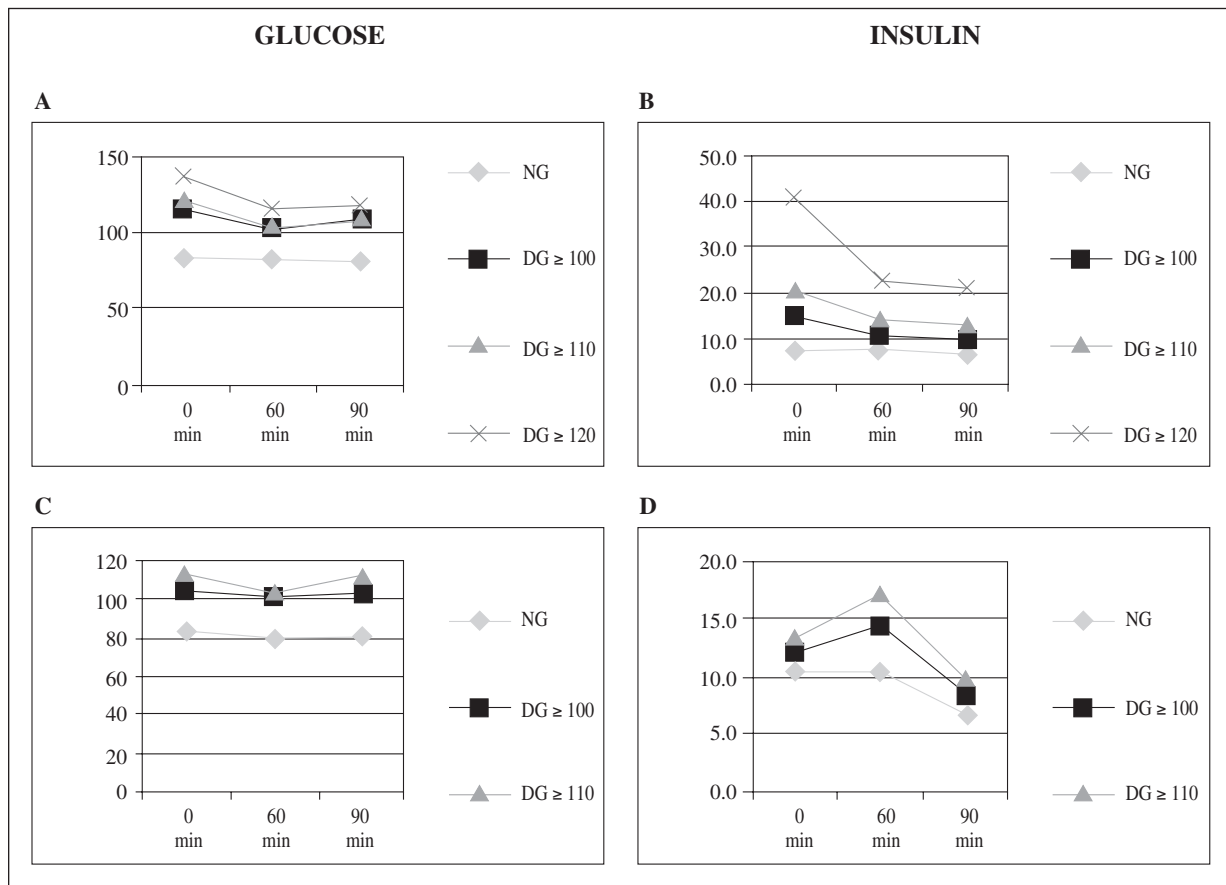 GLUCOSE
INSULIN
A
150
100
50
0
0 min
60 min
90 min
NG
DG ≥ 100
DG ≥ 110
DG ≥ 120
B
50.0
40.0
30.0
20.0
10.0
0.0
0 min
60 min
90 min
NG
DG ≥ 100
DG ≥ 110
DG ≥ 120
C
120
100
80
60
40
20
0
0 min
60 min
90 min
NG
DG ≥ 100
DG ≥ 110
D
20.0
15.0
10.0
5.0
0.0
0 min
60 min
90 min
NG
DG ≥ 100
DG ≥ 110